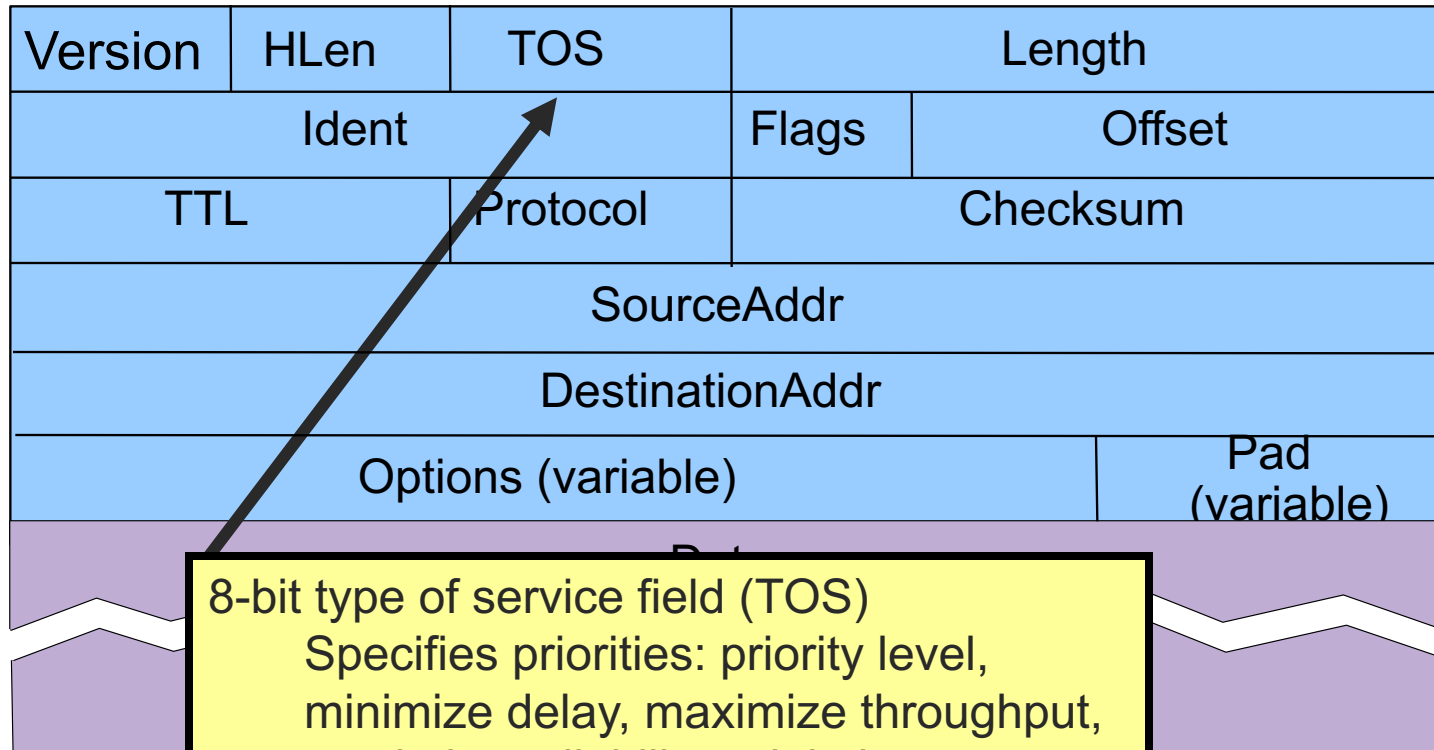 Version HLen TOS Length
Ident Flags Offset
TTL Protocol Checksum
SourceAddr
DestinationAddr
Options (variable) Pad
(variable)
8-bit type of service field (TOS)
Specifies priorities: priority level,
minimize delay, maximize throughput,